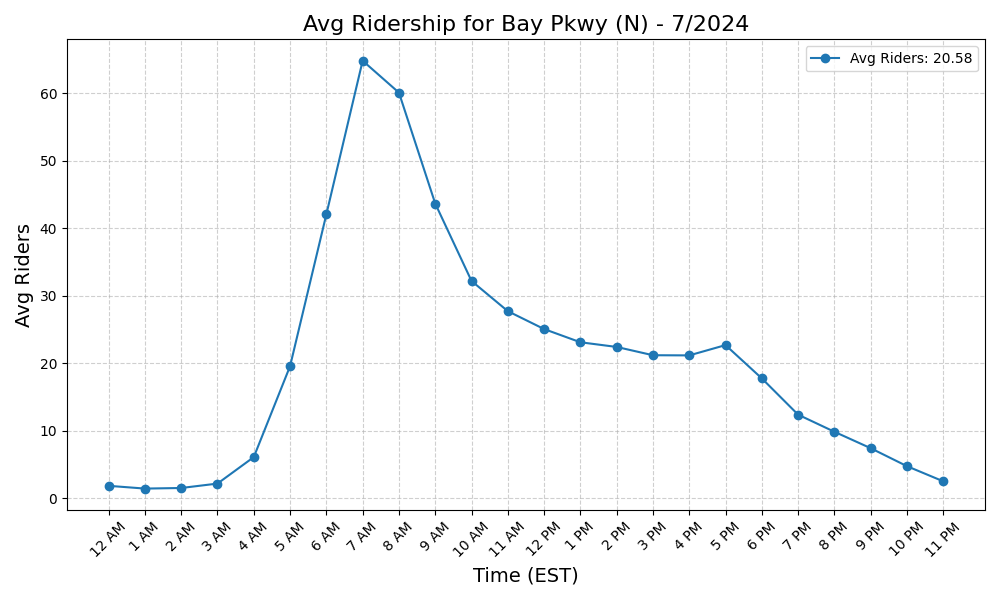 Avg Ridership for Bay Pkwy (N) - 7/2024
Avg Riders: 20.58
Avg Riders
60
50
40
30
20
10
0
12 AM
1 AM
2 AM
3 AM
4 AM
5 AM
6 AM
7 AM
8 AM
9 AM
10 AM
11 AM
12 PM
1 PM
2 PM
3 PM
4 PM
5 PM
6 PM
7 PM
8 PM
9 PM
10 PM
11 PM
Time (EST)